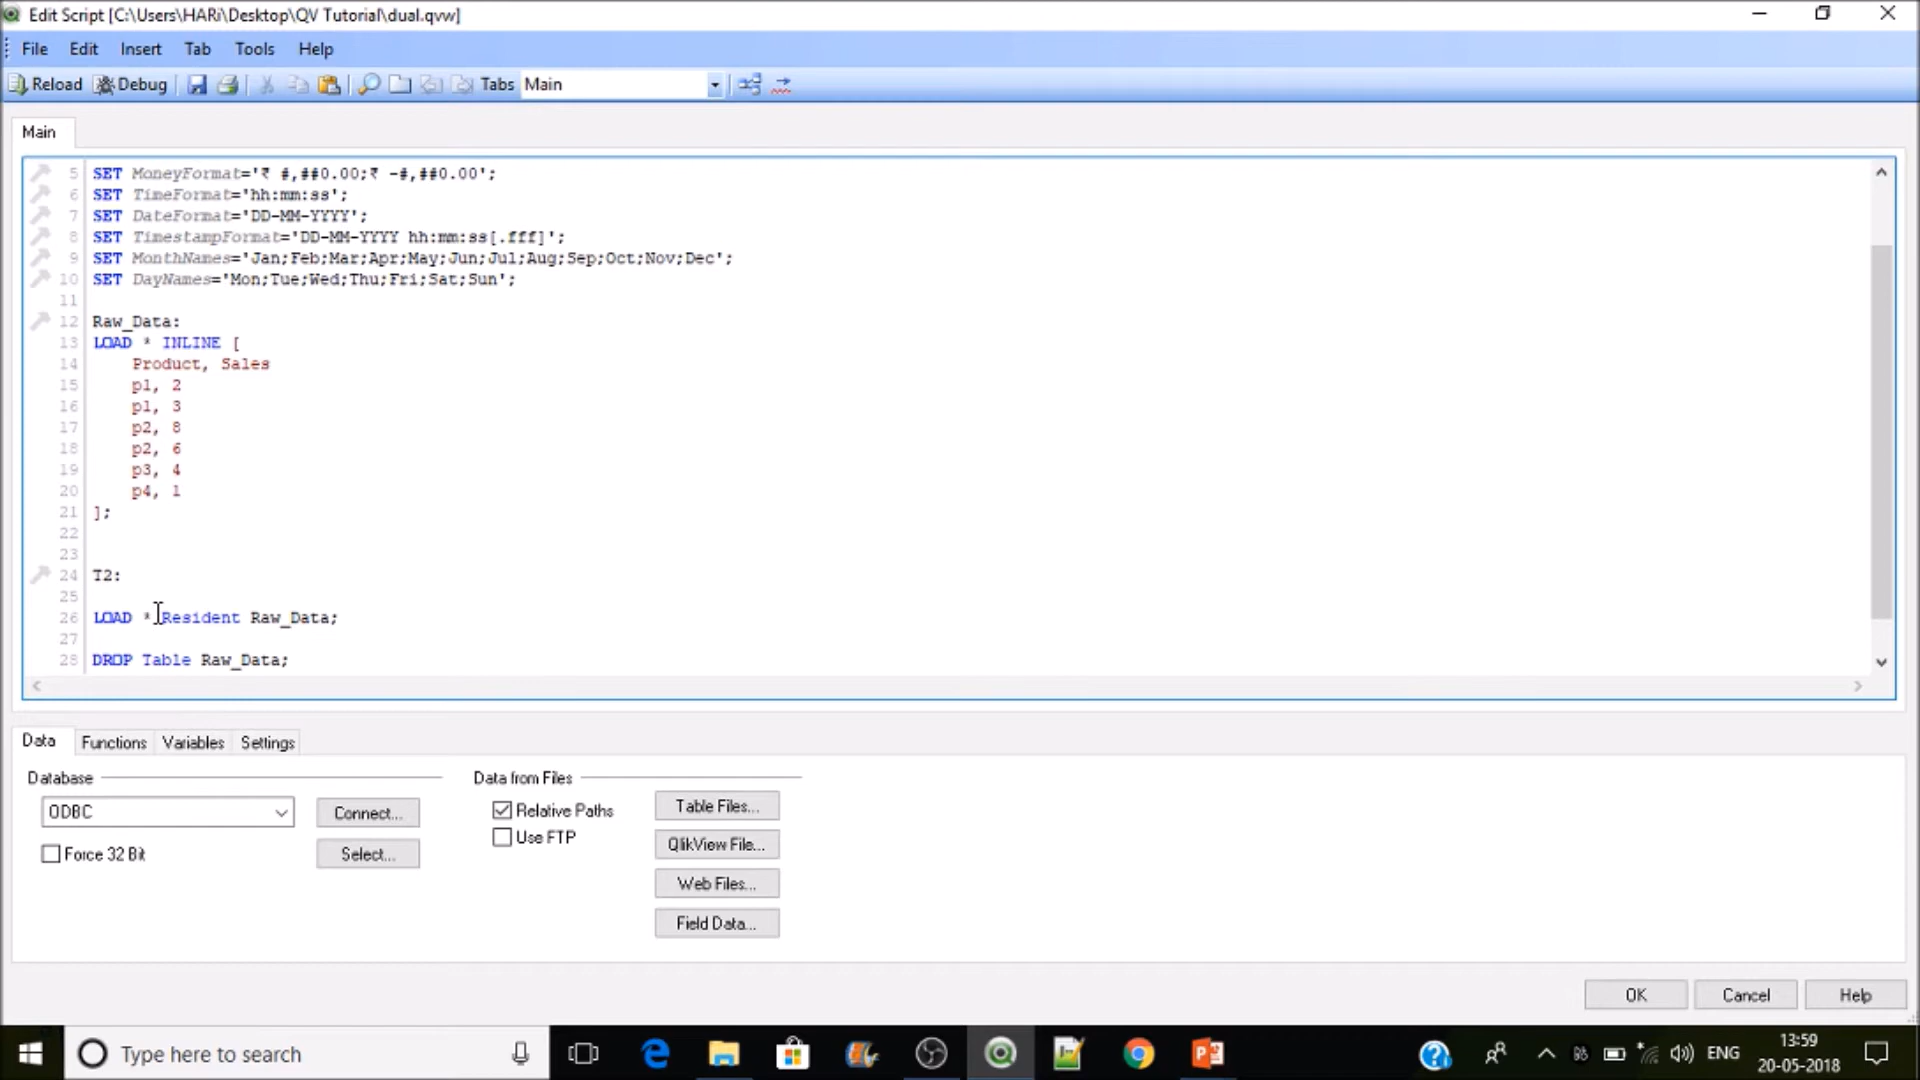 Edit Script [C:\Users\HARi\Desktop\QV Tutorial\dual.qvw]
File Edit Insert Tab Tools Help
Reload Debug Tabs Main
Main
5 SET MoneyFormat='₹ #,##0.00;₹ -#,##0.00';
6 SET TimeFormat='hh:mm:ss';
7 SET DateFormat='DD-MM-YYYY';
8 SET TimestampFormat='DD-MM-YYYY hh:mm:ss[.fff]';
9 SET MonthNames='Jan;Feb;Mar;Apr;May;Jun;Jul;Aug;Sep;Oct;Nov;Dec';
10 SET DayNames='Mon;Tue;Wed;Thu;Fri;Sat;Sun';
11
12 Raw_Data:
13 LOAD * INLINE [
14 Product, Sales
15 p1, 2
16 p1, 3
17 p2, 8
18 p2, 6
19 p3, 4
20 p4, 1
21 ];
22
23
24 T2:
25
26 LOAD * Resident Raw_Data;
27
28 DROP Table Raw_Data;
Data Functions Variables Settings
Database Data from Files
ODBC Connect... Relative Paths Table Files...
Use FTP QlikView File...
Force 32 Bit Select...
Web Files...
Field Data...
OK Cancel Help
Type here to search ENG 13:59
20-05-2018